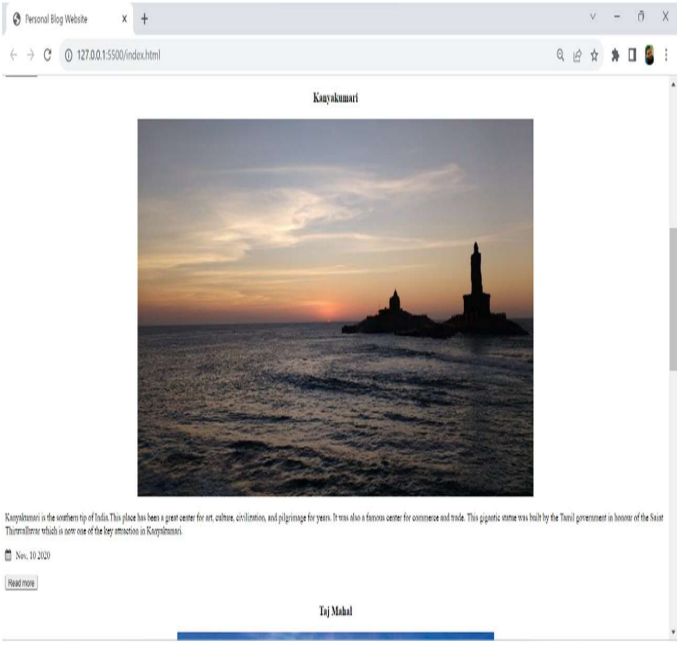 Personal Blog Website
127.0.0.1:5500/index.html
Kanyakumari
Kanyakumari is the southern tip of India.This place has been a great center for art, culture, civilization, and pilgrimage for years. It was also a famous center for commerce and trade. This gigantic statue was built by the Tamil government in honour of the Saint
Thiruvalluvar which is now one of the key attraction in Kanyakumari.
Nov, 10 2020
Read more
Taj Mahal